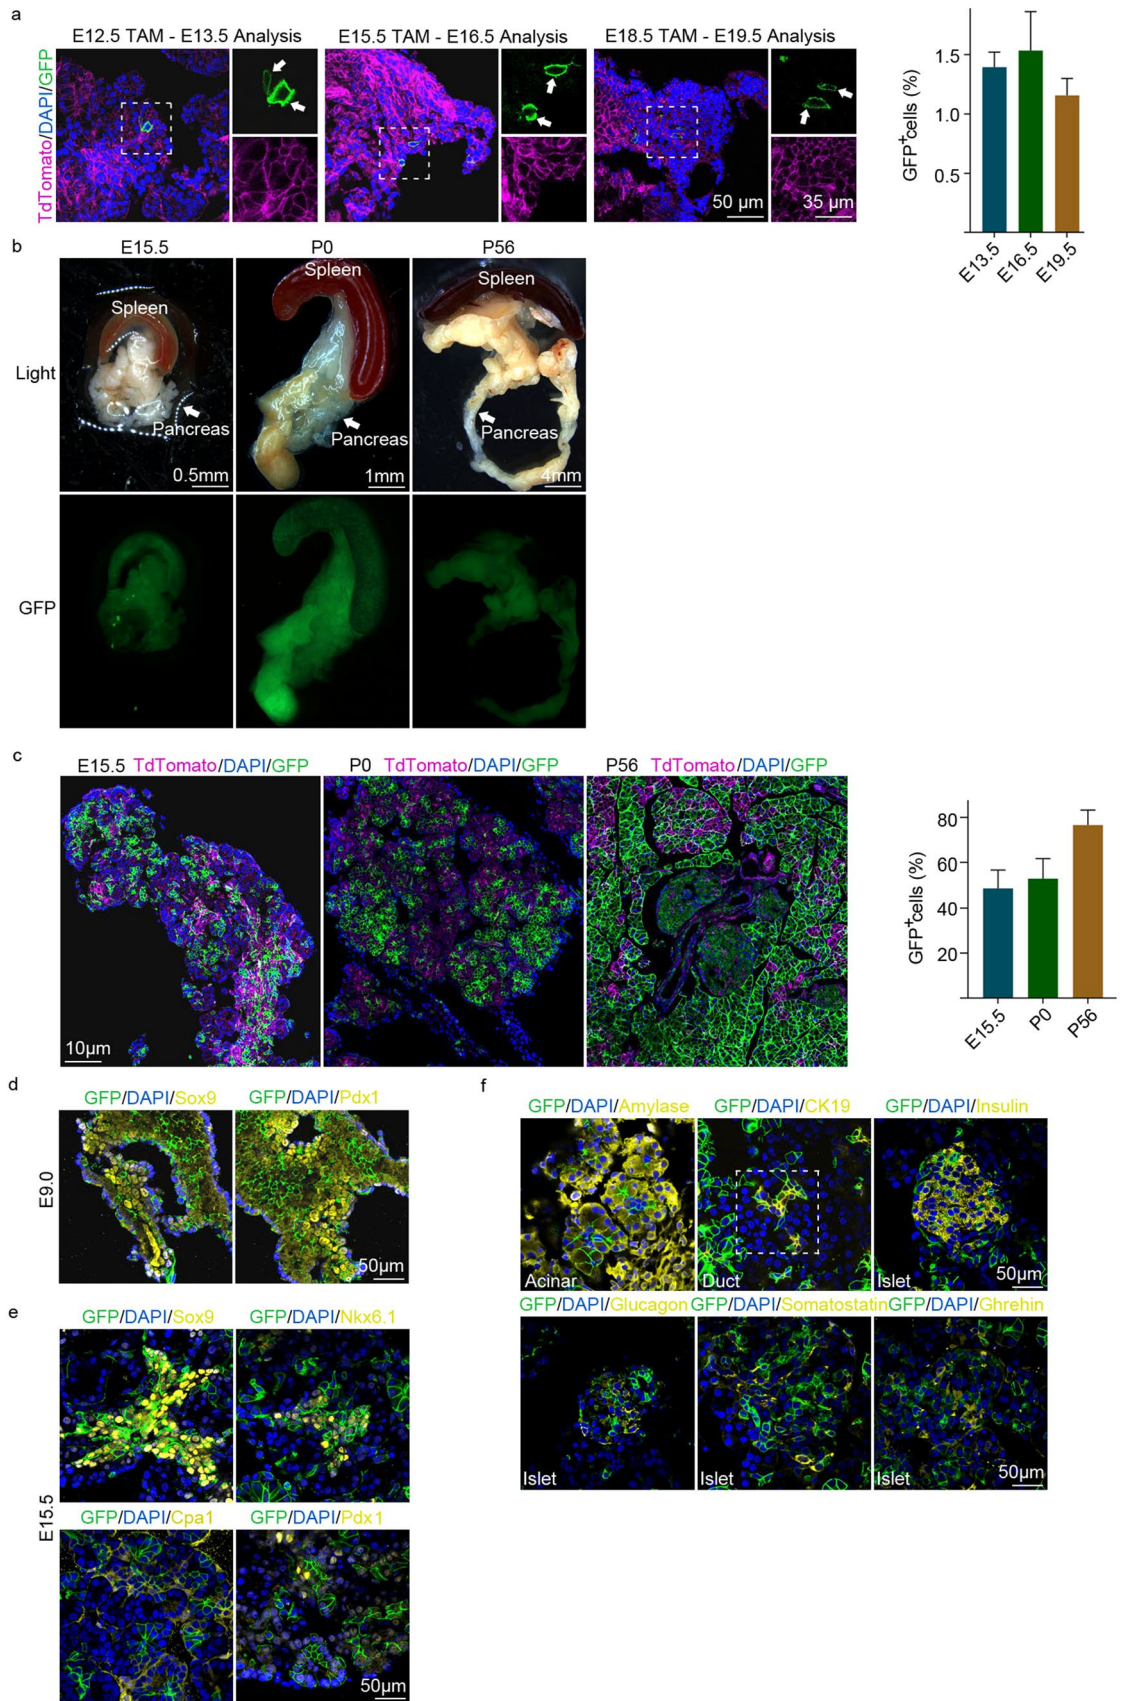 a
E12.5 TAM - E13.5 Analysis
E15.5 TAM - E16.5 Analysis
E18.5 TAM - E19.5 Analysis
TdTomato/DAPI/GFP
50 µm
35 µm
GFP+cells (%)
1.5
1.0
0.5
E13.5
E16.5
E19.5
b
E15.5
P0
P56
Light
Spleen
Pancreas
0.5mm
Spleen
Pancreas
1mm
Spleen
Pancreas
4mm
GFP
c
E15.5 TdTomato/DAPI/GFP
P0 TdTomato/DAPI/GFP
P56 TdTomato/DAPI/GFP
10µm
GFP+cells (%)
80
60
40
20
E15.5
P0
P56
d
GFP/DAPI/Sox9
GFP/DAPI/Pdx1
E9.0
50µm
e
GFP/DAPI/Sox9
GFP/DAPI/Nkx6.1
E15.5
GFP/DAPI/Cpa1
GFP/DAPI/Pdx1
50µm
f
GFP/DAPI/Amylase
GFP/DAPI/CK19
GFP/DAPI/Insulin
Acinar
Duct
Islet
50µm
GFP/DAPI/Glucagon
GFP/DAPI/Somatostatin
GFP/DAPI/Ghrehin
Islet
Islet
Islet
50µm